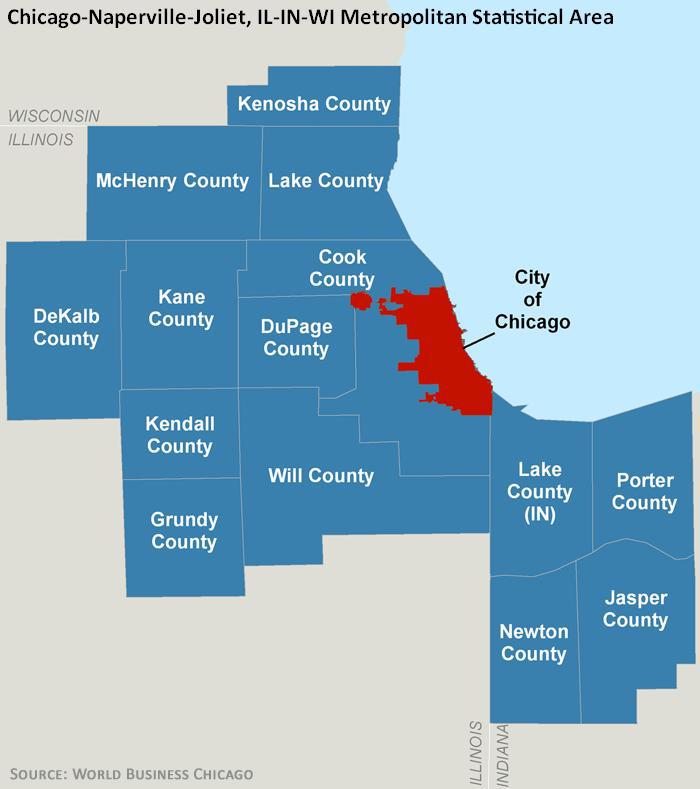 Chicago-Naperville-Joliet, IL-IN-WI Metropolitan Statistical Area
WISCONSIN
ILLINOIS
Kenosha County
McHenry County
Lake County
Cook
County
City
of
Chicago
DeKalb
County
Kane
County
DuPage
County
Kendall
County
Will County
Lake
County
(IN)
Porter
County
Grundy
County
Jasper
County
Newton
County
ILLINOIS
INDIANA
SOURCE: WORLD BUSINESS CHICAGO